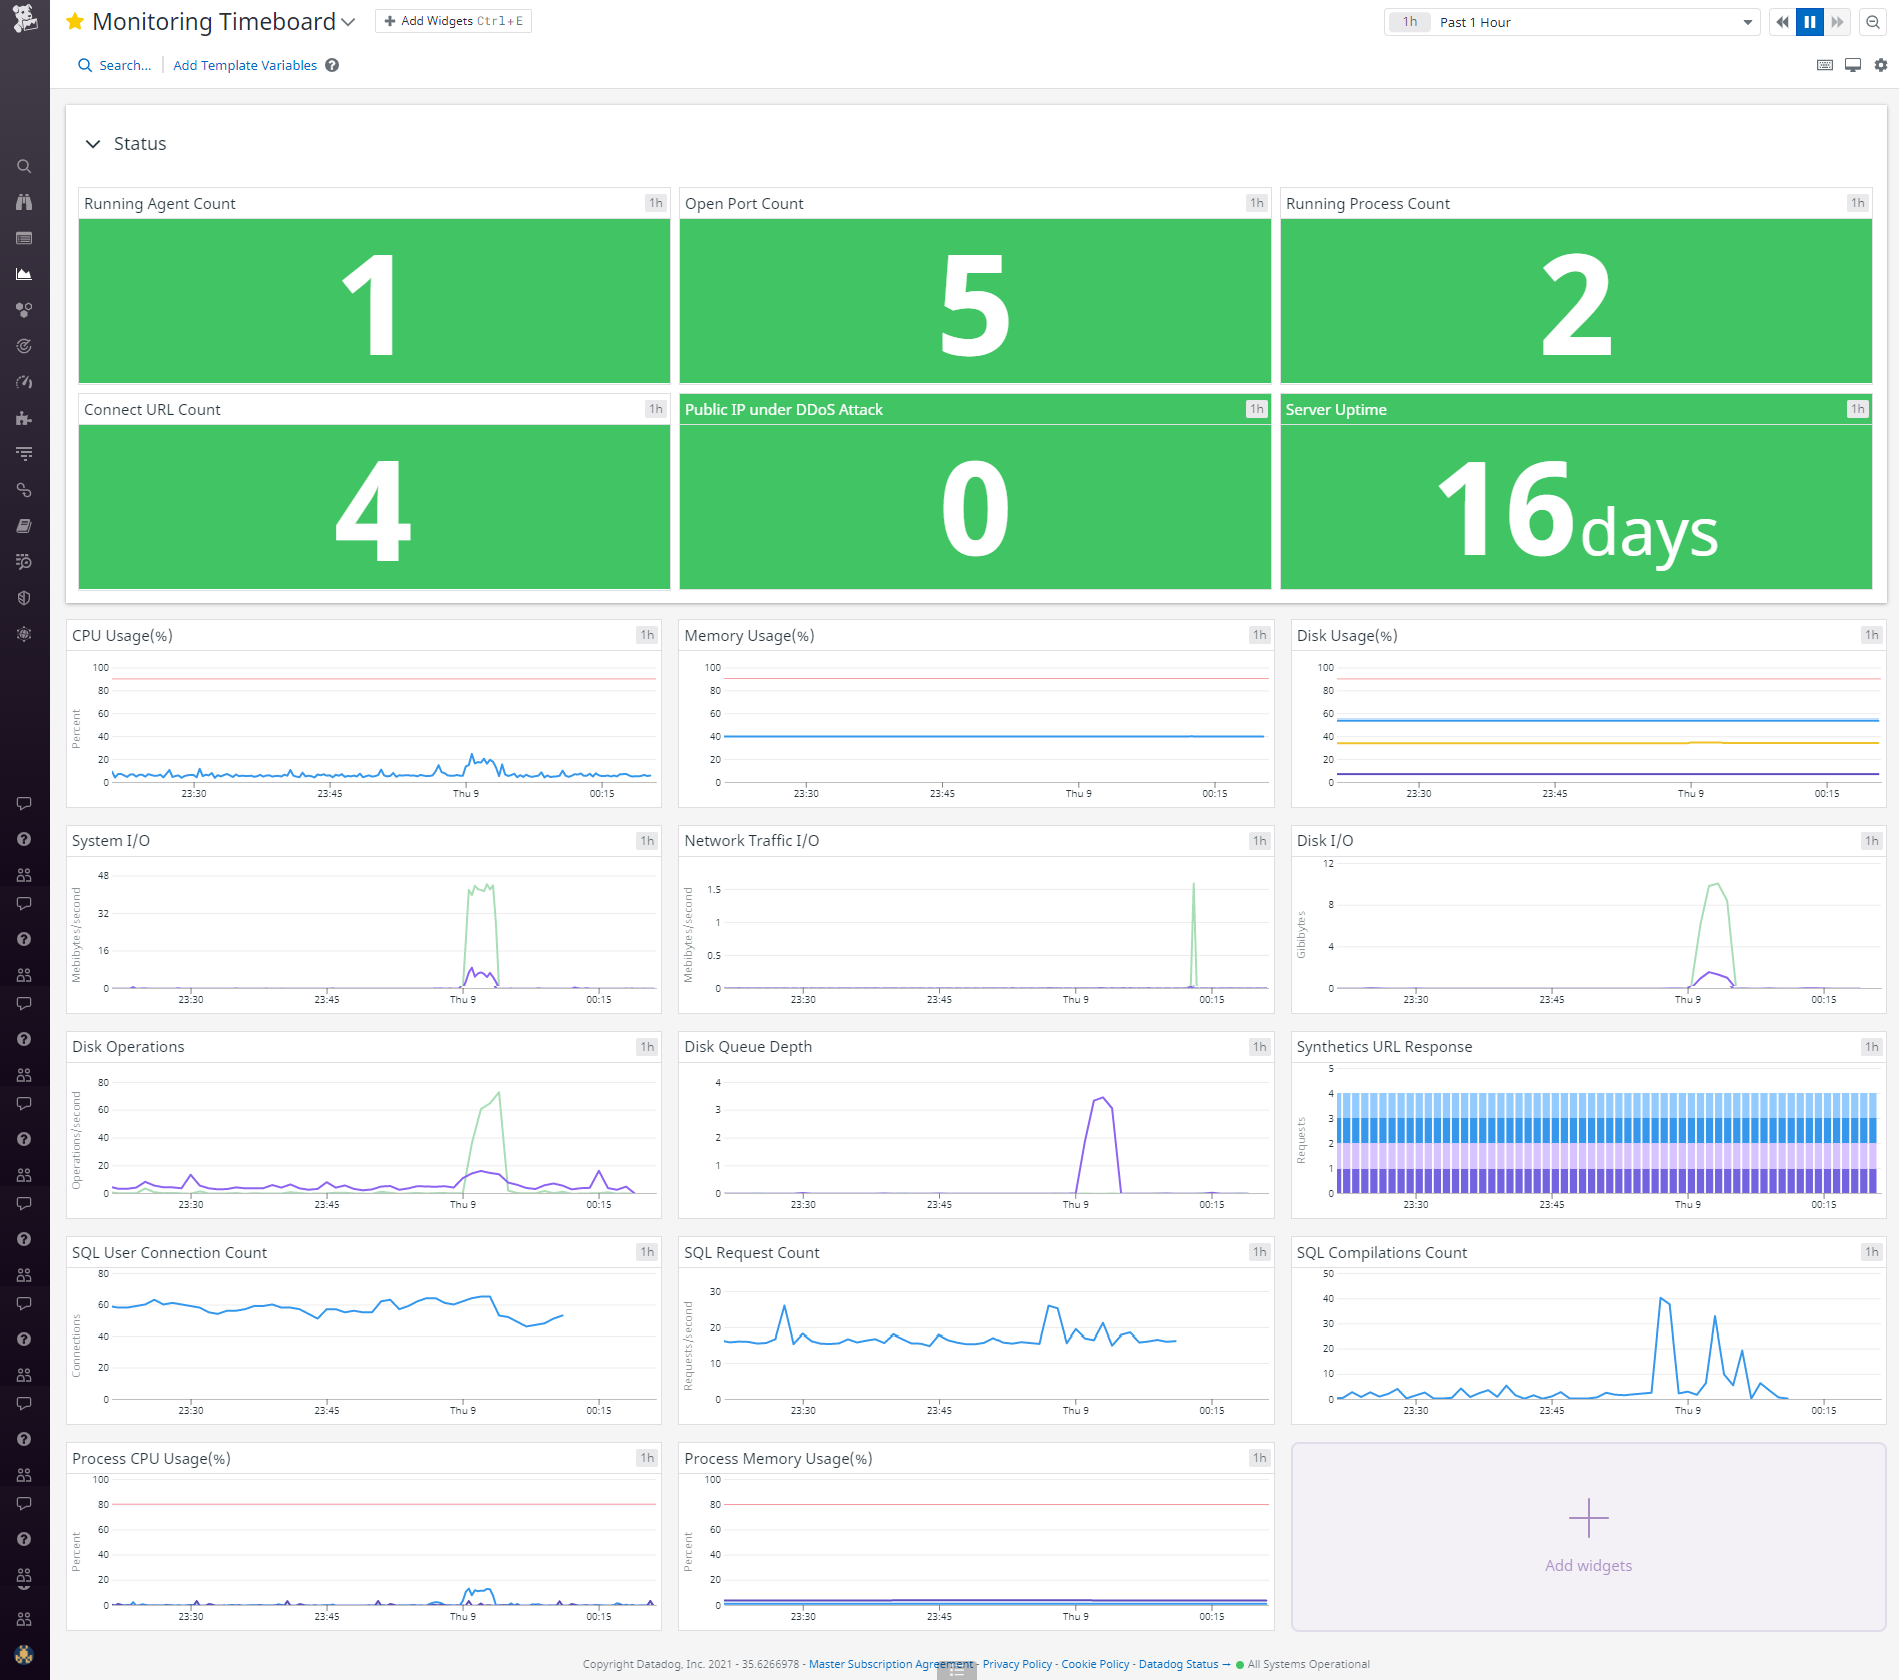 Monitoring Timeboard
Add Widgets Ctrl+E
1h Past 1 Hour
Search...
Add Template Variables
Status
Running Agent Count 1h
1
Open Port Count 1h
5
Running Process Count 1h
2
Connect URL Count 1h
4
Public IP under DDoS Attack 1h
0
Server Uptime 1h
16days
CPU Usage(%) 1h
Percent
100
80
60
40
20
0
23:30 23:45 Thu 9 00:15
Memory Usage(%) 1h
100
80
60
40
20
0
23:30 23:45 Thu 9 00:15
Disk Usage(%) 1h
100
80
60
40
20
0
23:30 23:45 Thu 9 00:15
System I/O 1h
Mebibytes/second
48
32
16
0
23:30 23:45 Thu 9 00:15
Network Traffic I/O 1h
Mebibytes/second
1.5
1
0.5
0
23:30 23:45 Thu 9 00:15
Disk I/O 1h
Gibibytes
12
8
4
0
23:30 23:45 Thu 9 00:15
Disk Operations 1h
Operations/second
80
60
40
20
0
23:30 23:45 Thu 9 00:15
Disk Queue Depth 1h
4
3
2
1
0
23:30 23:45 Thu 9 00:15
Synthetics URL Response 1h
Requests
5
4
3
2
1
0
23:30 23:45 Thu 9 00:15
SQL User Connection Count 1h
Connections
80
60
40
20
0
23:30 23:45 Thu 9 00:15
SQL Request Count 1h
Requests/second
30
20
10
0
23:30 23:45 Thu 9 00:15
SQL Compilations Count 1h
50
40
30
20
10
0
23:30 23:45 Thu 9 00:15
Process CPU Usage(%) 1h
Percent
100
80
60
40
20
0
23:30 23:45 Thu 9 00:15
Process Memory Usage(%) 1h
Percent
100
80
60
40
20
0
23:30 23:45 Thu 9 00:15
Add widgets
Copyright Datadog, Inc. 2021 - 35.6266978 - Master Subscription Agreement - Privacy Policy - Cookie Policy - Datadog Status → All Systems Operational